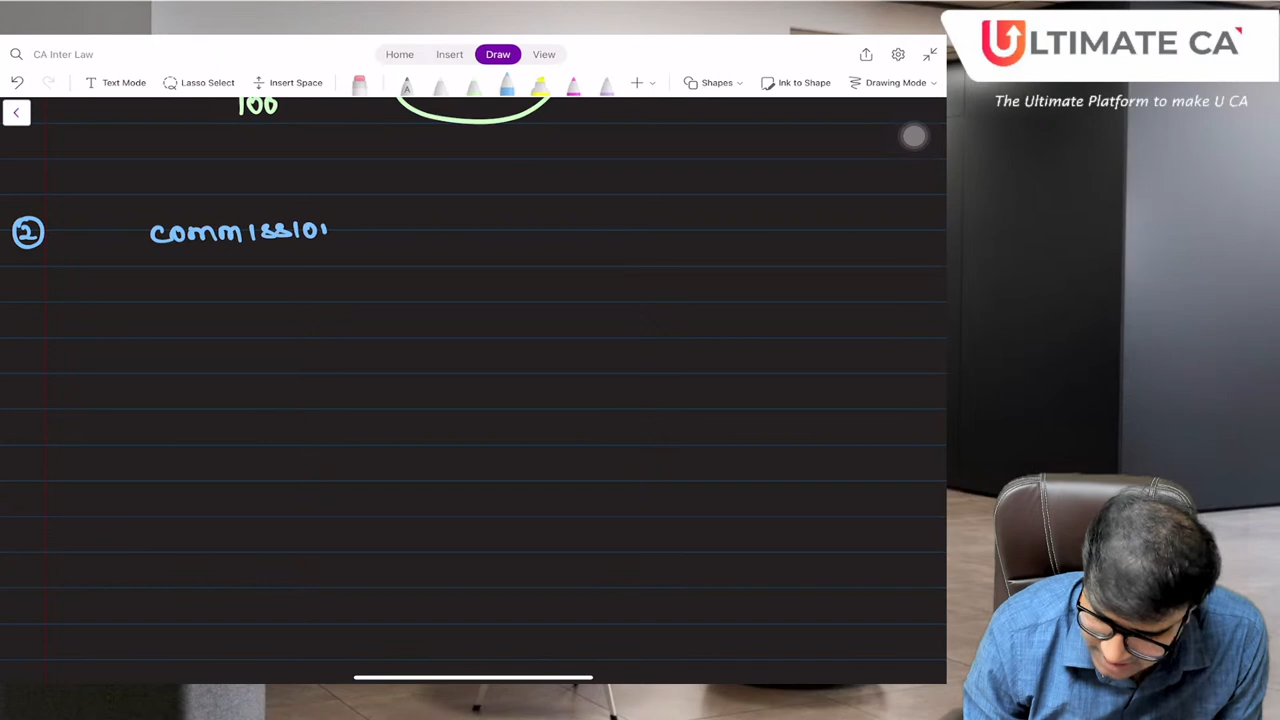 ULTIMATE CA
The Ultimate Platform to make U CA
CA Inter Law
Home Insert Draw View
Text Mode Lasso Select Insert Space Shapes Ink to Shape Drawing Mode
100
2 commission